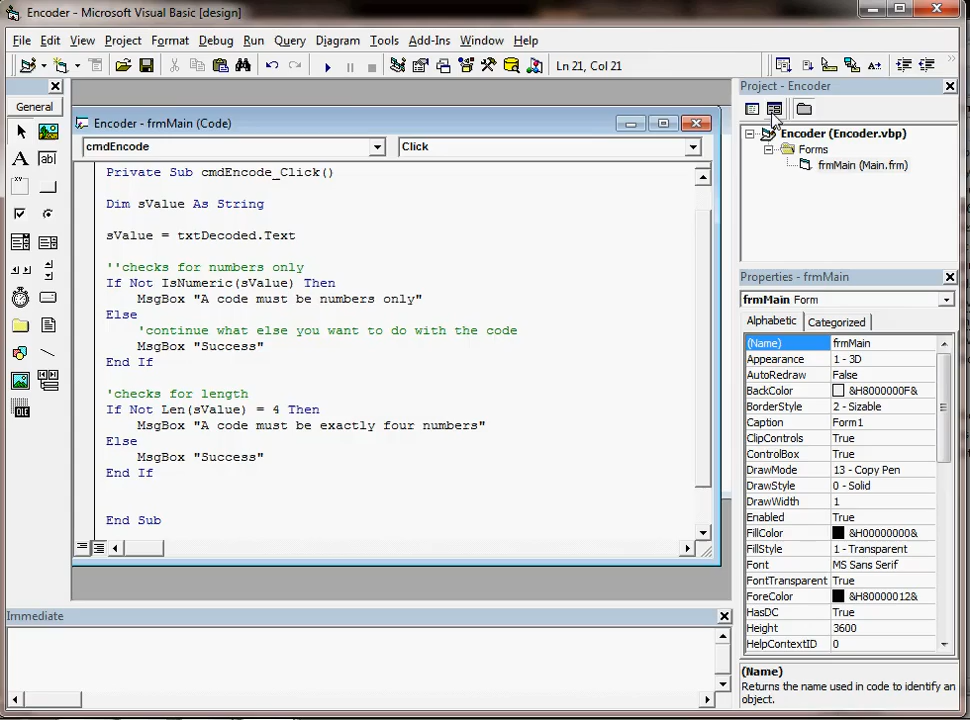 Encoder - Microsoft Visual Basic [design]
File Edit View Project Format Debug Run Query Diagram Tools Add-Ins Window Help
Ln 21, Col 21
General
Encoder - frmMain (Code)
cmdEncode
Click
Private Sub cmdEncode_Click()
Dim sValue As String
sValue = txtDecoded.Text
''checks for numbers only
If Not IsNumeric(sValue) Then
MsgBox "A code must be numbers only"
Else
'continue what else you want to do with the code
MsgBox "Success"
End If
'checks for length
If Not Len(sValue) = 4 Then
MsgBox "A code must be exactly four numbers"
Else
MsgBox "Success"
End If
End Sub
Immediate
Project - Encoder
Encoder (Encoder.vbp)
Forms
frmMain (Main.frm)
Properties - frmMain
frmMain Form
Alphabetic Categorized
(Name) frmMain
Appearance 1 - 3D
AutoRedraw False
BackColor &H8000000F&
BorderStyle 2 - Sizable
Caption Form1
ClipControls True
ControlBox True
DrawMode 13 - Copy Pen
DrawStyle 0 - Solid
DrawWidth 1
Enabled True
FillColor &H00000000&
FillStyle 1 - Transparent
Font MS Sans Serif
FontTransparent True
ForeColor &H80000012&
HasDC True
Height 3600
HelpContextID 0
(Name)
Returns the name used in code to identify an
object.